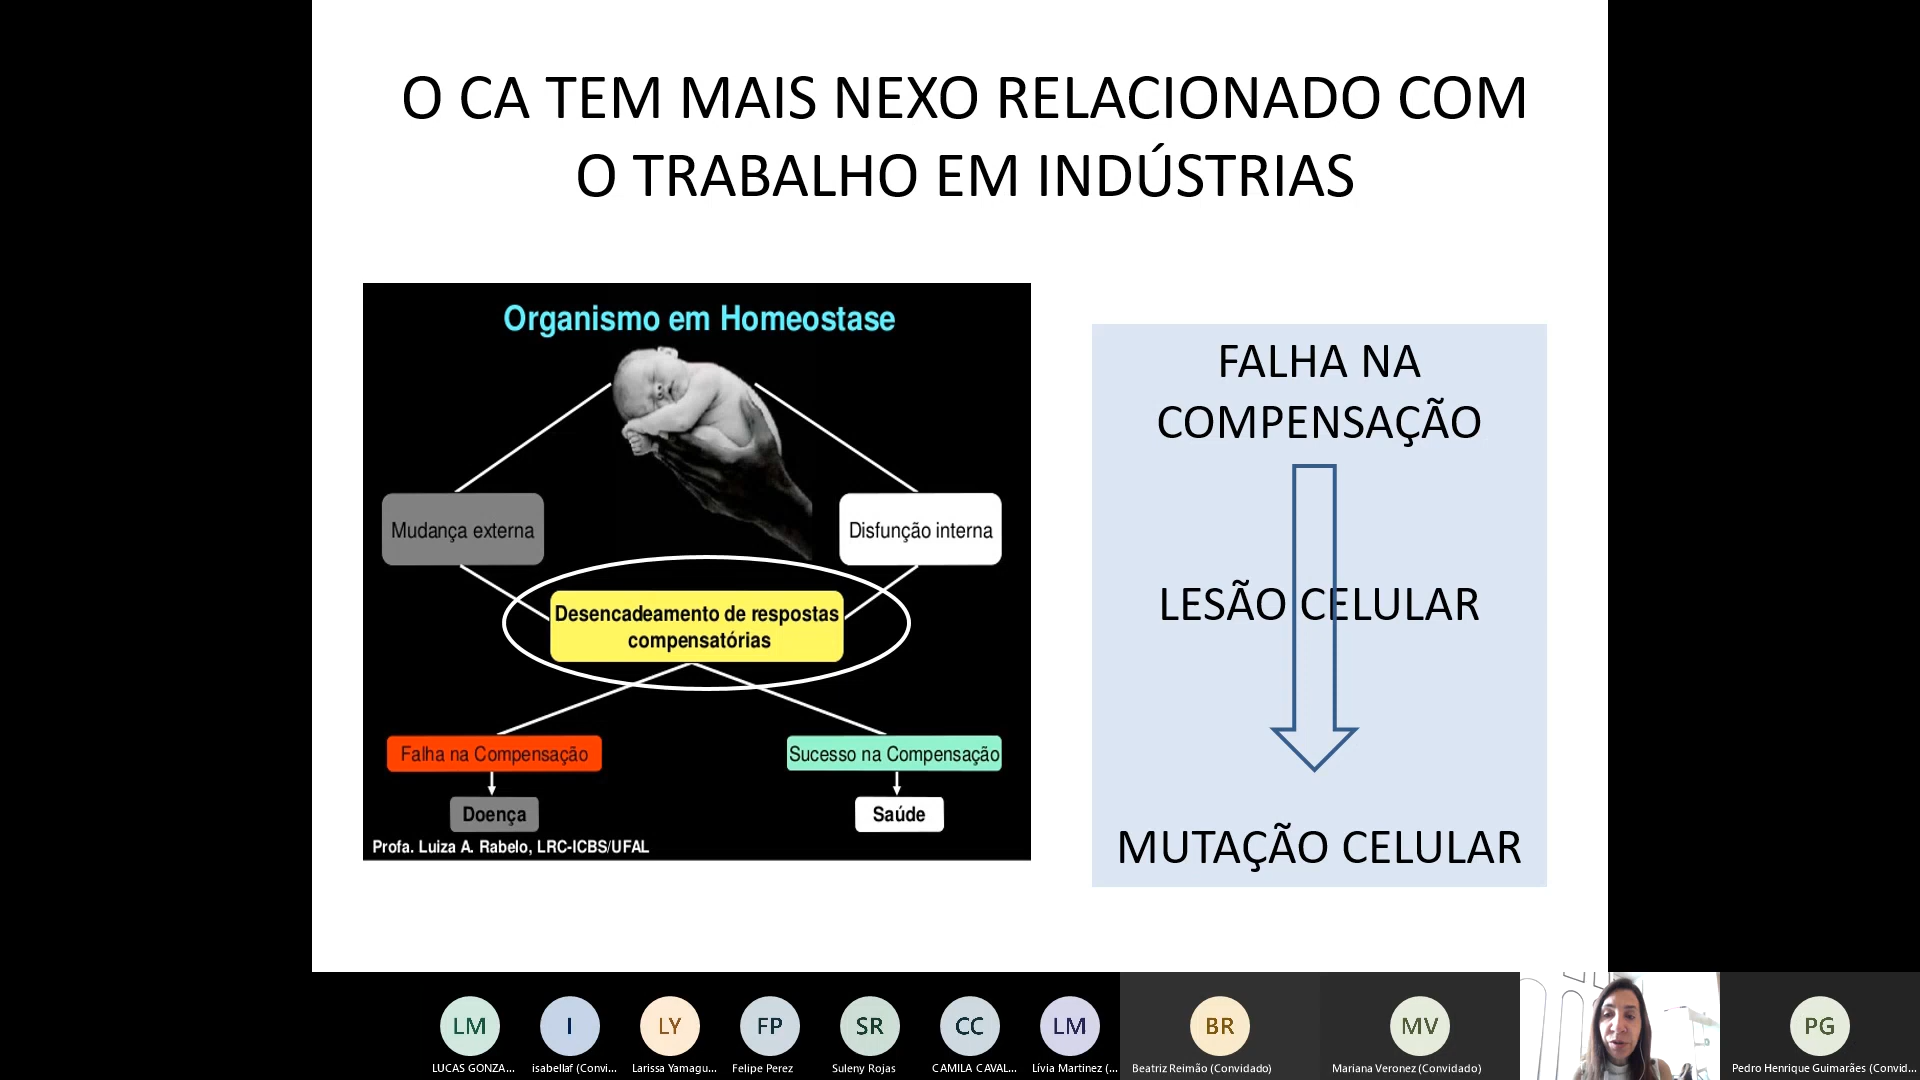 O CA TEM MAIS NEXO RELACIONADO COM
O TRABALHO EM INDÚSTRIAS
Organismo em Homeostase
Mudança externa
Disfunção interna
Desencadeamento de respostas
compensatórias
Falha na Compensação
Sucesso na Compensação
Doença
Saúde
Profa. Luiza A. Rabelo, LRC-ICBS/UFAL
FALHA NA
COMPENSAÇÃO
LESÃO CELULAR
MUTAÇÃO CELULAR
LM
I
LY
FP
SR
CC
LM
BR
MV
PG
LUCAS GONZA...
isabellaf (Convi...
Larissa Yamagu...
Felipe Perez
Suleny Rojas
CAMILA CAVAL...
Lívia Martinez (...
Beatriz Reimão (Convidado)
Mariana Veronez (Convidado)
Pedro Henrique Guimarães (Convid...